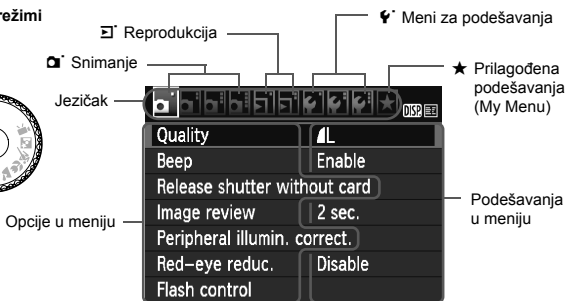 režimi
Meni za podešavanja
Reprodukcija
Snimanje
★ Prilagođena
podešavanja
(My Menu)
Jezičak
DISP.
Quality L
Beep Enable
Release shutter without card
Image review 2 sec.
Peripheral illumin. correct.
Red-eye reduc. Disable
Flash control
Opcije u meniju
Podešavanja
u meniju